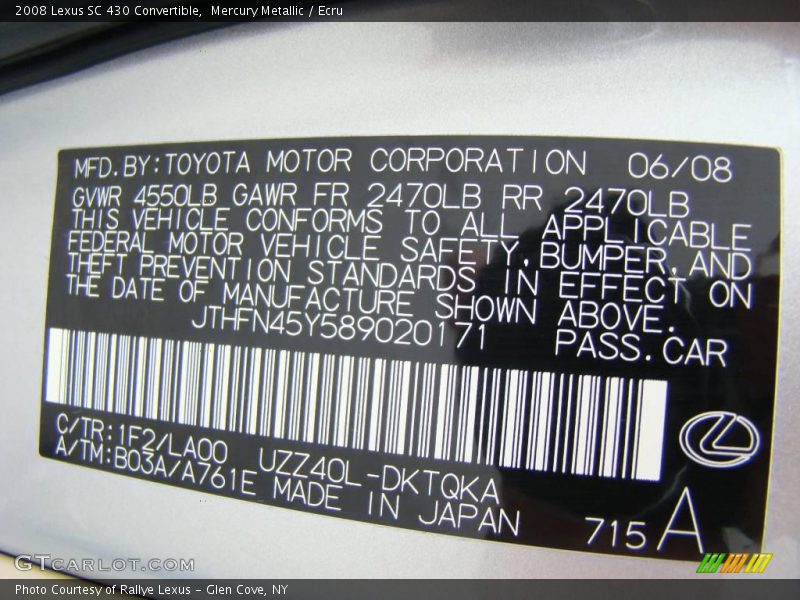 2008 Lexus SC 430 Convertible, Mercury Metallic / Ecru
MFD.BY:TOYOTA MOTOR CORPORATION 06/08
GVWR 4550LB GAWR FR 2470LB RR 2470LB
THIS VEHICLE CONFORMS TO ALL APPLICABLE
FEDERAL MOTOR VEHICLE SAFETY,BUMPER,AND
THEFT PREVENTION STANDARDS IN EFFECT ON
THE DATE OF MANUFACTURE SHOWN ABOVE.
JTHFN45Y589020171 PASS.CAR
C/TR:1F2/LA00 UZZ40L-DKTQKA
A/TM:B03A/A761E MADE IN JAPAN 715A
GTCARLOT.COM
Photo Courtesy of Rallye Lexus - Glen Cove, NY